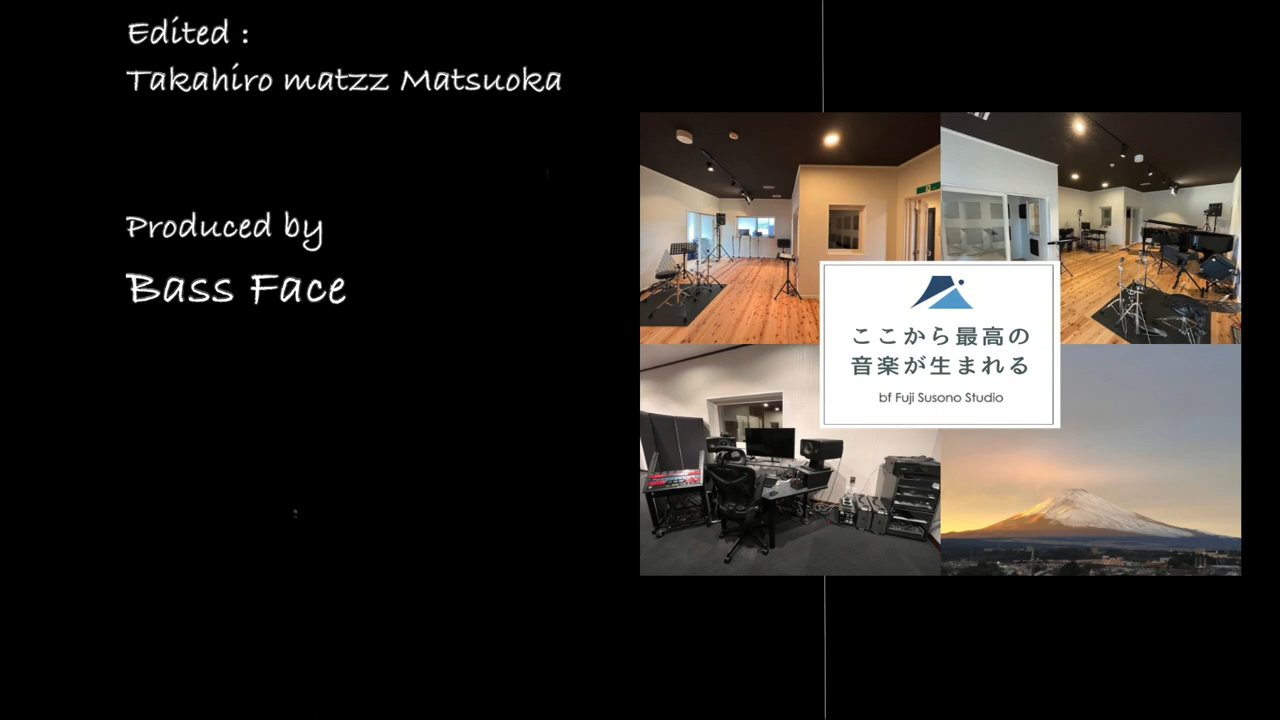 Edited :
Takahiro matzz Matsuoka
Produced by
Bass Face
ここから最高の
音楽が生まれる
bf Fuji Susono Studio